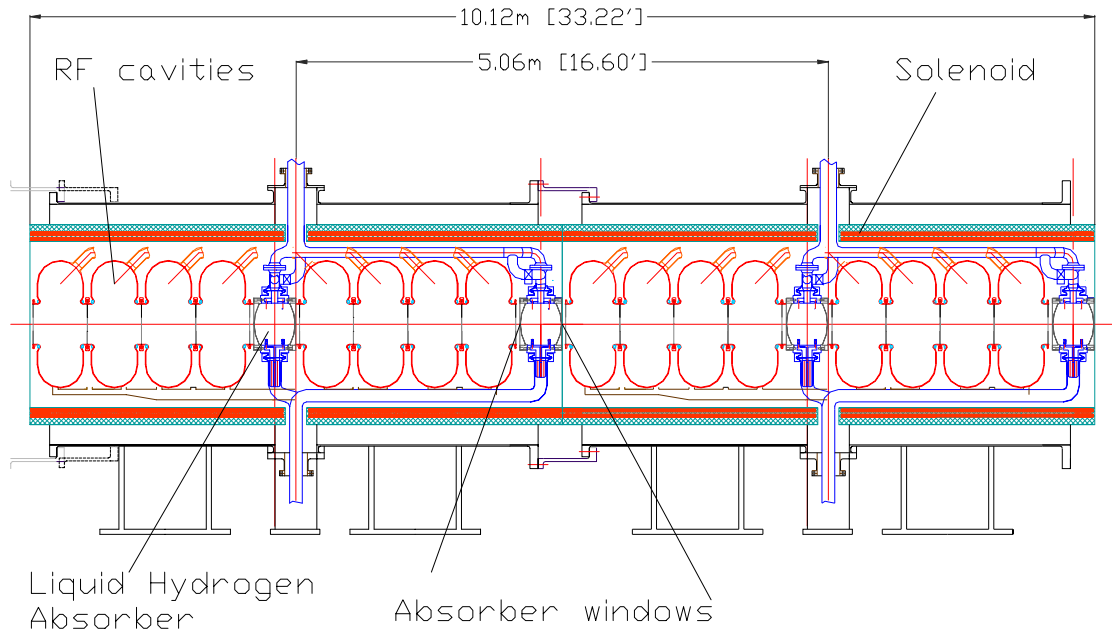 10.12m [33.22']
5.06m [16.60']
RF cavities
Solenoid
Liquid Hydrogen
Absorber
Absorber windows